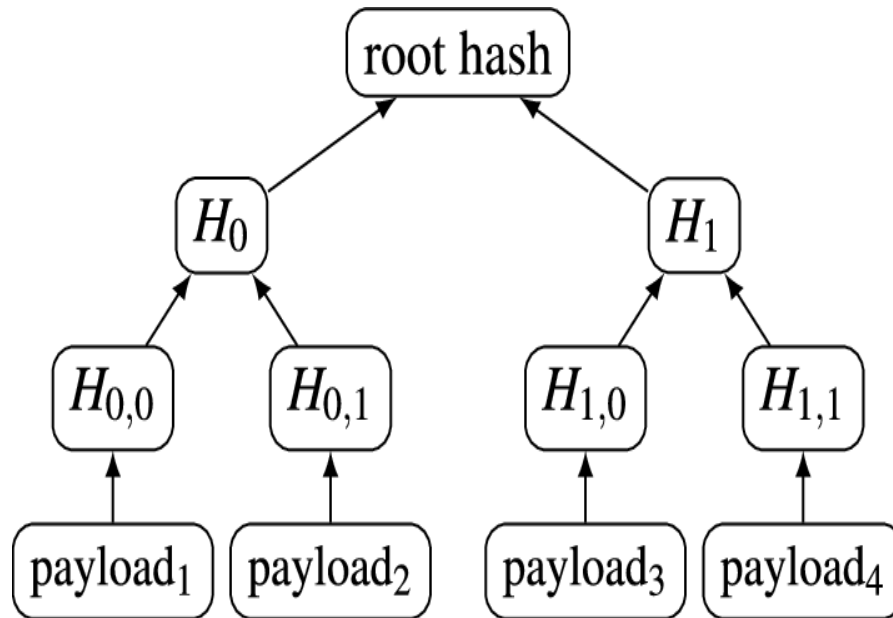 root hash
H₀ H₁
H₀,₀ H₀,₁ H₁,₀ H₁,₁
payload₁ payload₂ payload₃ payload₄